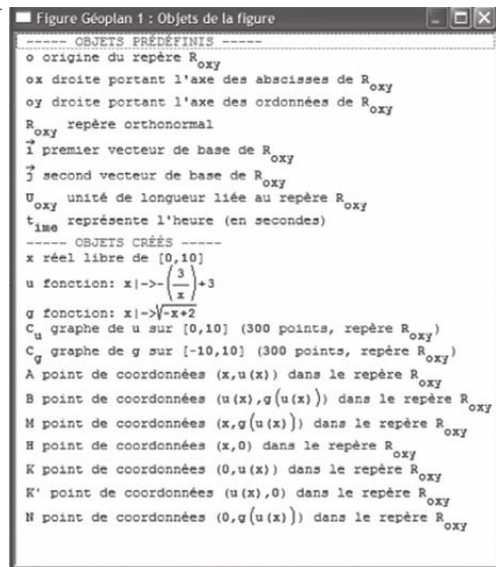 Figure Géoplan 1 : Objets de la figure
----- OBJETS PRÉDÉFINIS -----
o origine du repère Roxy
ox droite portant l'axe des abscisses de Roxy
oy droite portant l'axe des ordonnées de Roxy
Roxy repère orthonormal
i⃗ premier vecteur de base de Roxy
j⃗ second vecteur de base de Roxy
Uoxy unité de longueur liée au repère Roxy
time représente l'heure (en secondes)
----- OBJETS CRÉÉS -----
x réel libre de [0,10]
u fonction: x|->-(3/x)+3
g fonction: x|->√(-x+2)
Cu graphe de u sur [0,10] (300 points, repère Roxy)
Cg graphe de g sur [-10,10] (300 points, repère Roxy)
A point de coordonnées (x,u(x)) dans le repère Roxy
B point de coordonnées (u(x),g(u(x))) dans le repère Roxy
M point de coordonnées (x,g(u(x))) dans le repère Roxy
H point de coordonnées (x,0) dans le repère Roxy
K point de coordonnées (0,u(x)) dans le repère Roxy
K' point de coordonnées (u(x),0) dans le repère Roxy
N point de coordonnées (0,g(u(x))) dans le repère Roxy